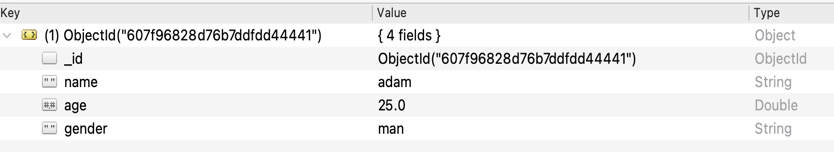 Key Value Type
(1) ObjectId("607f96828d76b7ddfdd44441") { 4 fields } Object
_id ObjectId("607f96828d76b7ddfdd44441") ObjectId
"" name adam String
## age 25.0 Double
"" gender man String